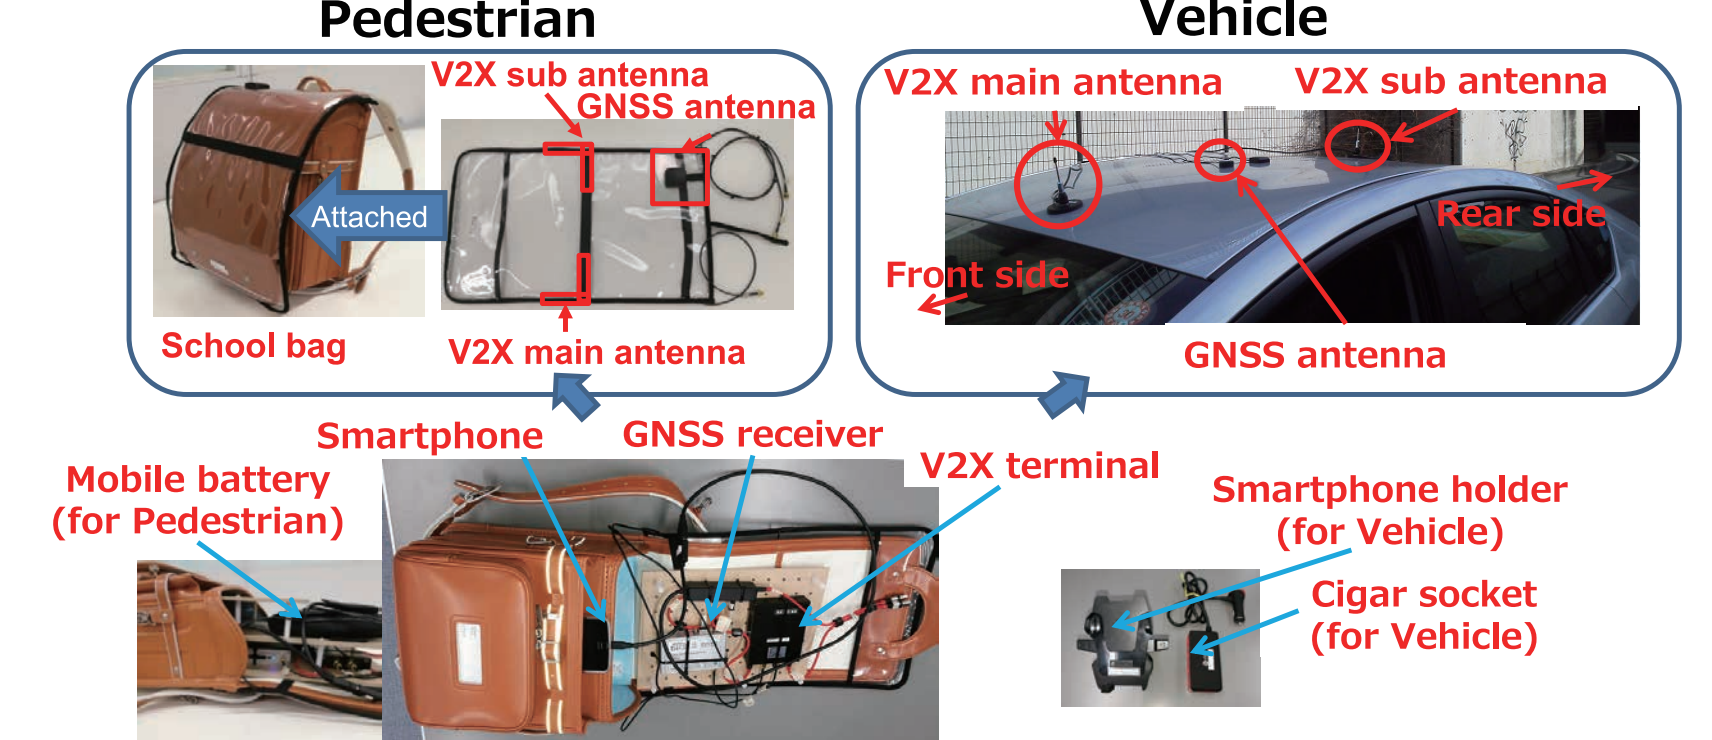 Pedestrian
Vehicle
V2X sub antenna
GNSS antenna
Attached
School bag
V2X main antenna
V2X main antenna
V2X sub antenna
Rear side
Front side
GNSS antenna
Smartphone
GNSS receiver
V2X terminal
Mobile battery
(for Pedestrian)
Smartphone holder
(for Vehicle)
Cigar socket
(for Vehicle)